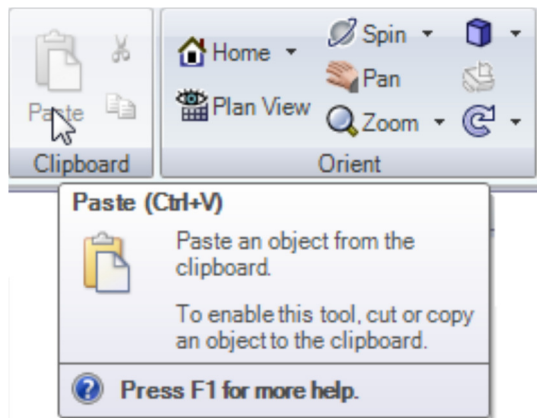 Paste
Clipboard
Home
Plan View
Spin
Pan
Zoom
Orient
Paste (Ctrl+V)
Paste an object from the
clipboard.
To enable this tool, cut or copy
an object to the clipboard.
Press F1 for more help.